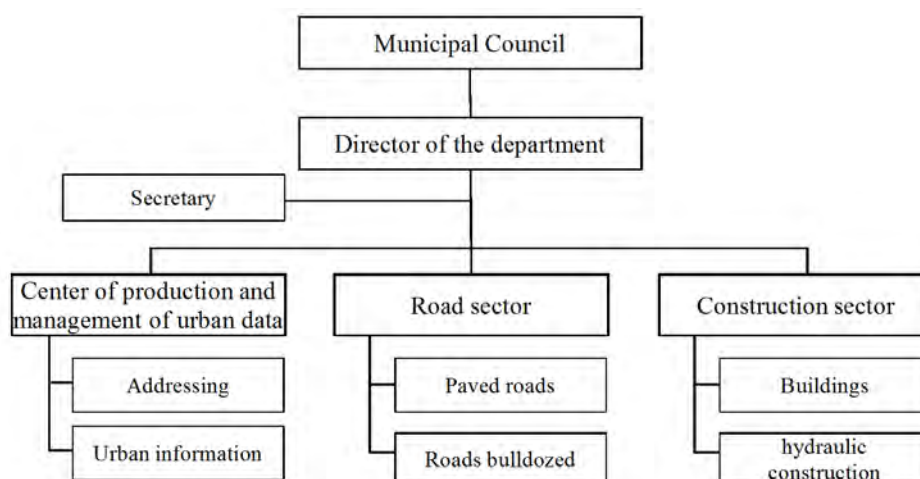 Municipal Council
Director of the department
Secretary
Center of production and
management of urban data
Road sector
Construction sector
Addressing
Paved roads
Buildings
Urban information
Roads bulldozed
hydraulic
construction